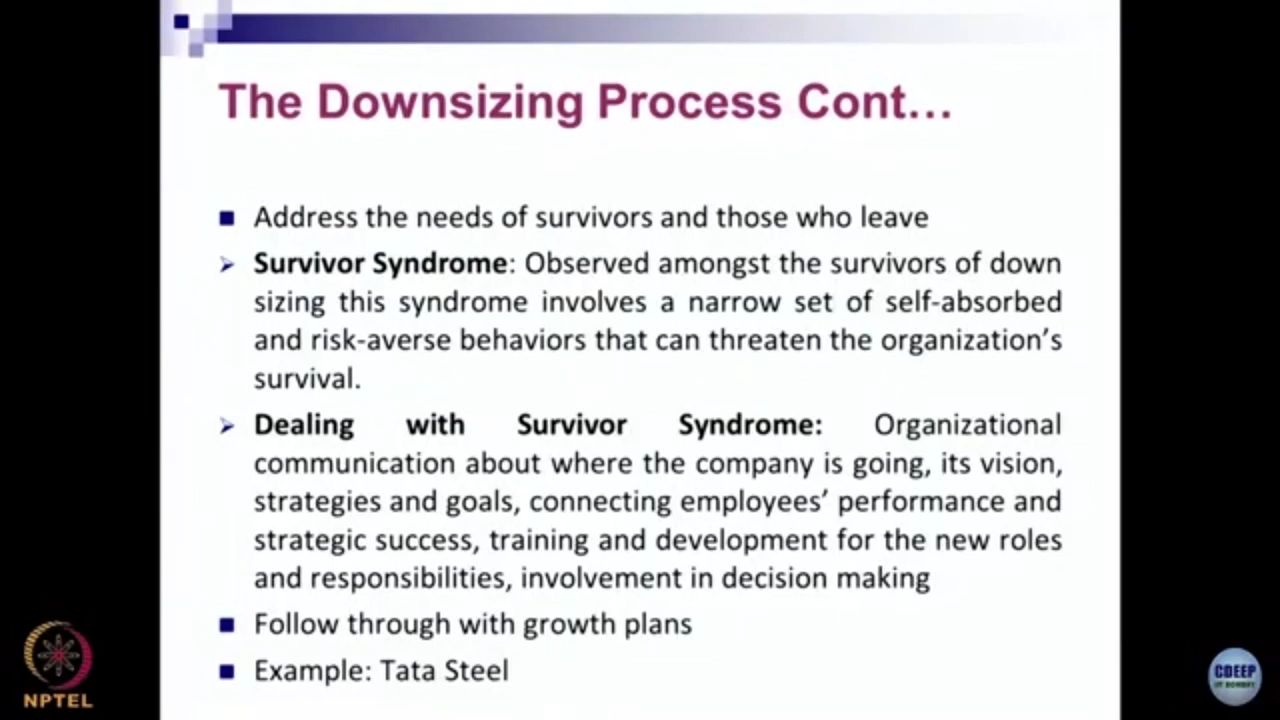 The Downsizing Process Cont...
Address the needs of survivors and those who leave
Survivor Syndrome: Observed amongst the survivors of down
sizing this syndrome involves a narrow set of self-absorbed
and risk-averse behaviors that can threaten the organization's
survival.
Dealing with Survivor Syndrome: Organizational
communication about where the company is going, its vision,
strategies and goals, connecting employees' performance and
strategic success, training and development for the new roles
and responsibilities, involvement in decision making
Follow through with growth plans
Example: Tata Steel
NPTEL
CDEEP
IIT BOMBAY